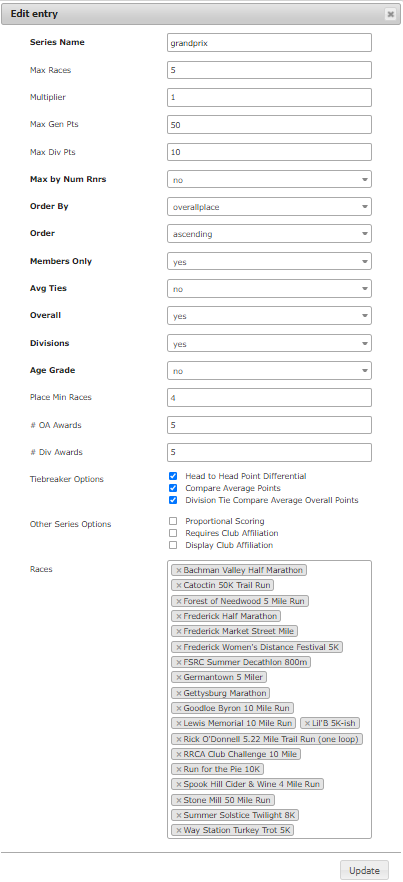 Edit entry
Series Name grandprix
Max Races 5
Multiplier 1
Max Gen Pts 50
Max Div Pts 10
Max by Num Rnrs no
Order By overallplace
Order ascending
Members Only yes
Avg Ties no
Overall yes
Divisions yes
Age Grade no
Place Min Races 4
# OA Awards 5
# Div Awards 5
Tiebreaker Options Head to Head Point Differential
Compare Average Points
Division Tie Compare Average Overall Points
Other Series Options Proportional Scoring
Requires Club Affiliation
Display Club Affiliation
Races × Bachman Valley Half Marathon
× Catoctin 50K Trail Run
× Forest of Needwood 5 Mile Run
× Frederick Half Marathon
× Frederick Market Street Mile
× Frederick Women's Distance Festival 5K
× FSRC Summer Decathlon 800m
× Germantown 5 Miler
× Gettysburg Marathon
× Goodloe Byron 10 Mile Run
× Lewis Memorial 10 Mile Run × Lil'B 5K-ish
× Rick O'Donnell 5.22 Mile Trail Run (one loop)
× RRCA Club Challenge 10 Mile
× Run for the Pie 10K
× Spook Hill Cider & Wine 4 Mile Run
× Stone Mill 50 Mile Run
× Summer Solstice Twilight 8K
× Way Station Turkey Trot 5K
Update